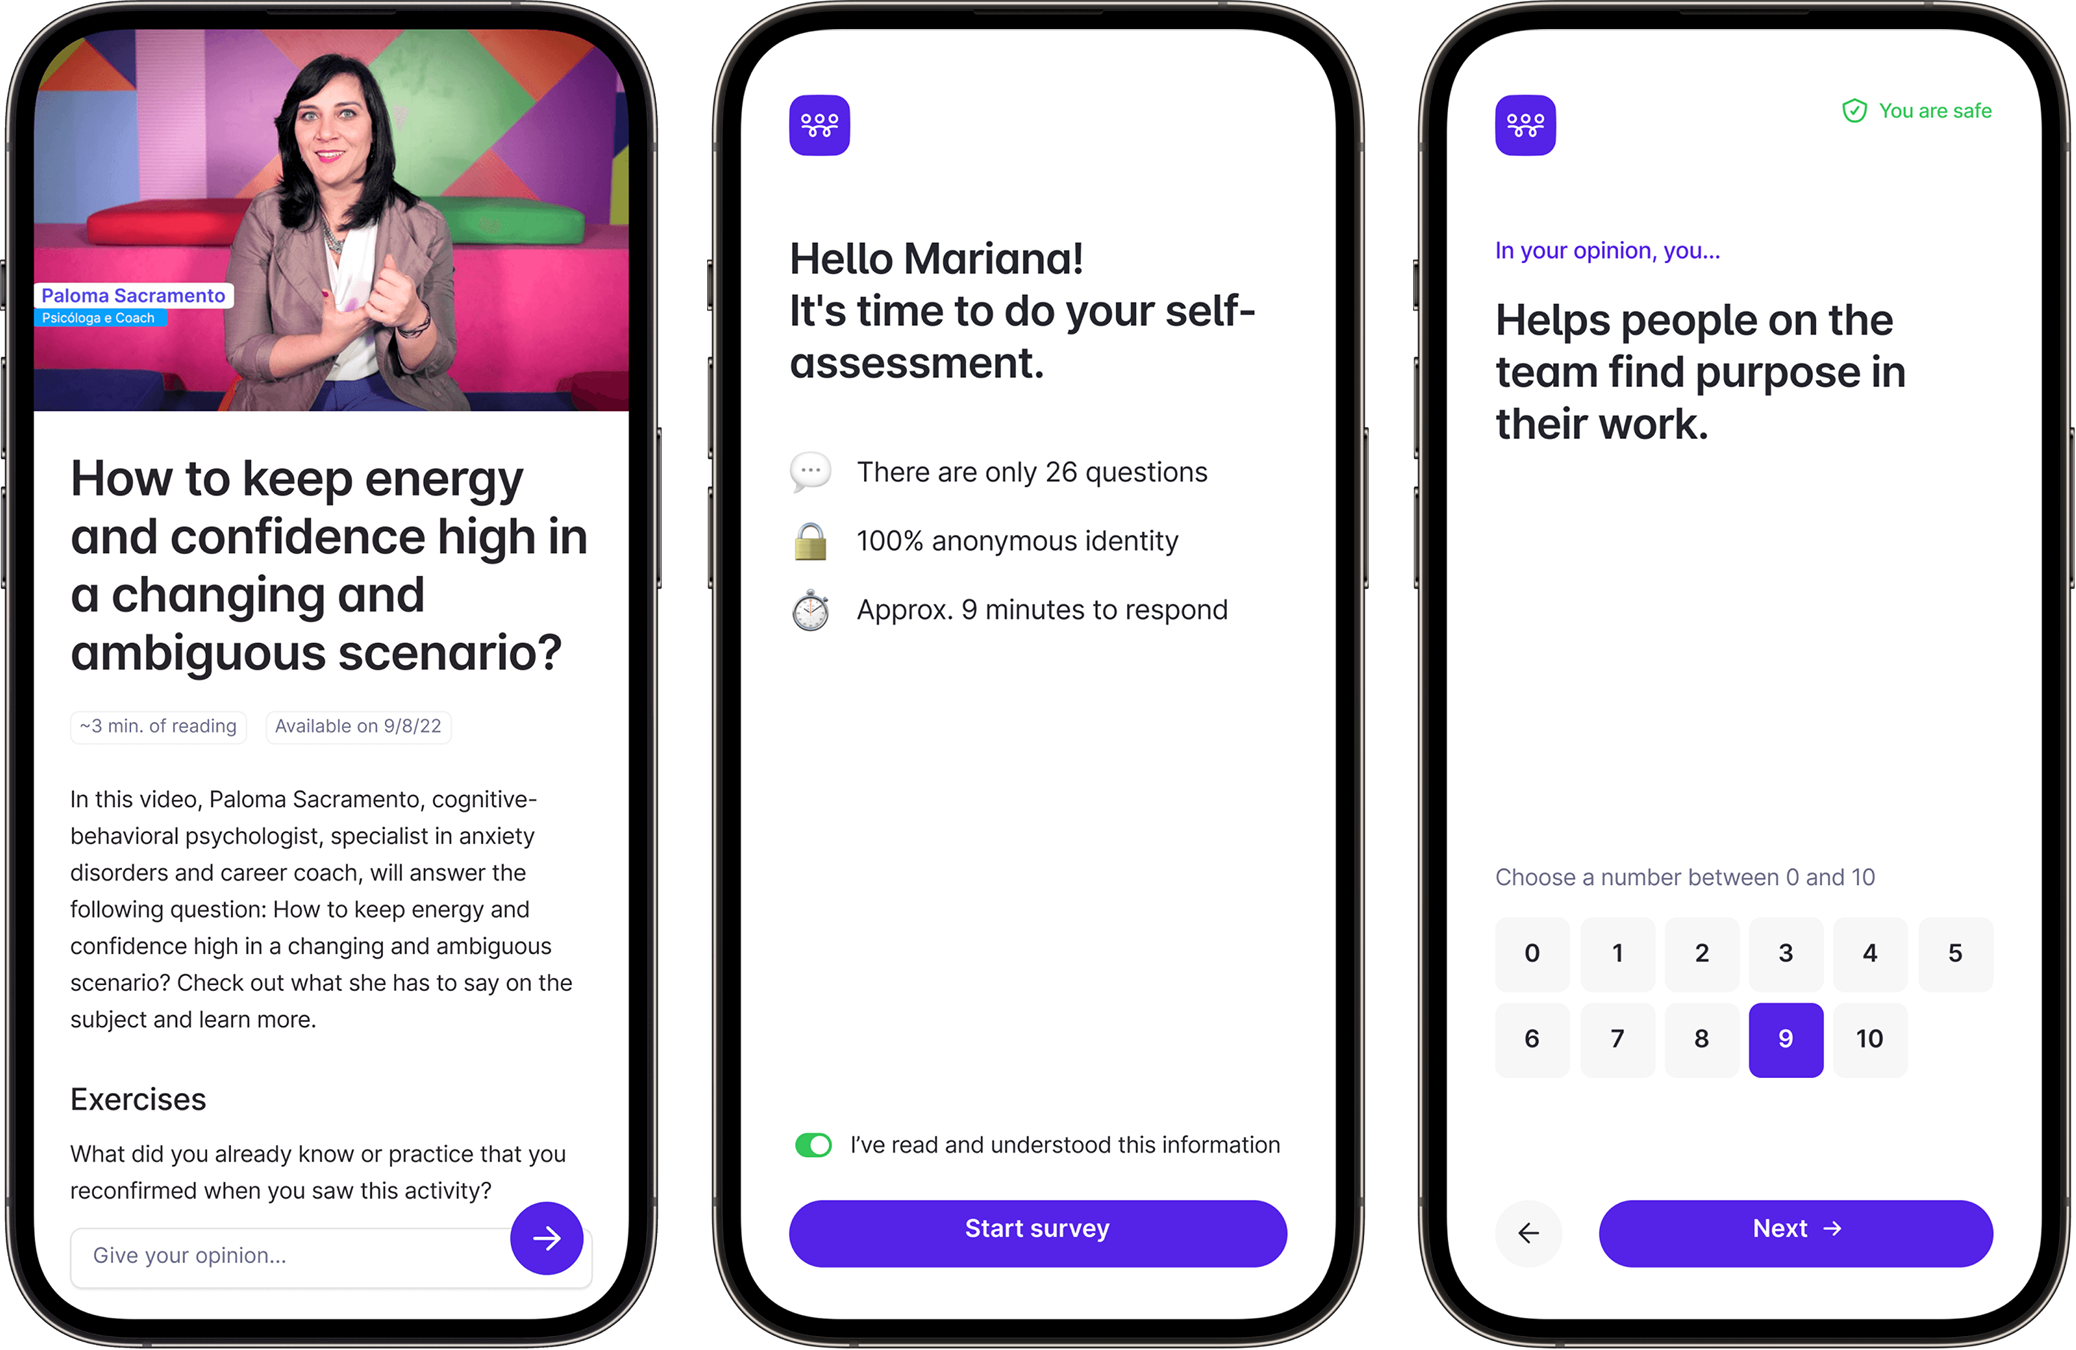 Paloma Sacramento
Psicóloga e Coach
How to keep energy
and confidence high in
a changing and
ambiguous scenario?
~3 min. of reading
Available on 9/8/22
In this video, Paloma Sacramento, cognitive-
behavioral psychologist, specialist in anxiety
disorders and career coach, will answer the
following question: How to keep energy and
confidence high in a changing and ambiguous
scenario? Check out what she has to say on the
subject and learn more.
Exercises
What did you already know or practice that you
reconfirmed when you saw this activity?
Give your opinion...
Hello Mariana!
It's time to do your self-
assessment.
There are only 26 questions
100% anonymous identity
Approx. 9 minutes to respond
I’ve read and understood this information
Start survey
You are safe
In your opinion, you...
Helps people on the
team find purpose in
their work.
Choose a number between 0 and 10
0 1 2 3 4 5
6 7 8 9 10
Next →